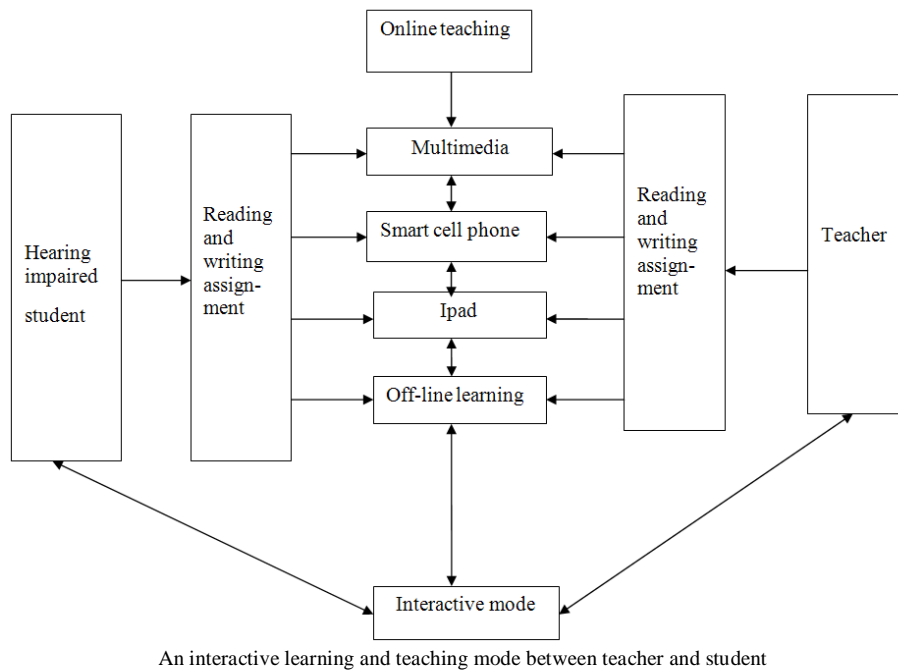 Online teaching
Multimedia
Smart cell phone
Ipad
Off-line learning
Hearing
impaired
student
Reading
and
writing
assign-
ment
Reading
and
writing
assign-
ment
Teacher
Interactive mode
An interactive learning and teaching mode between teacher and student